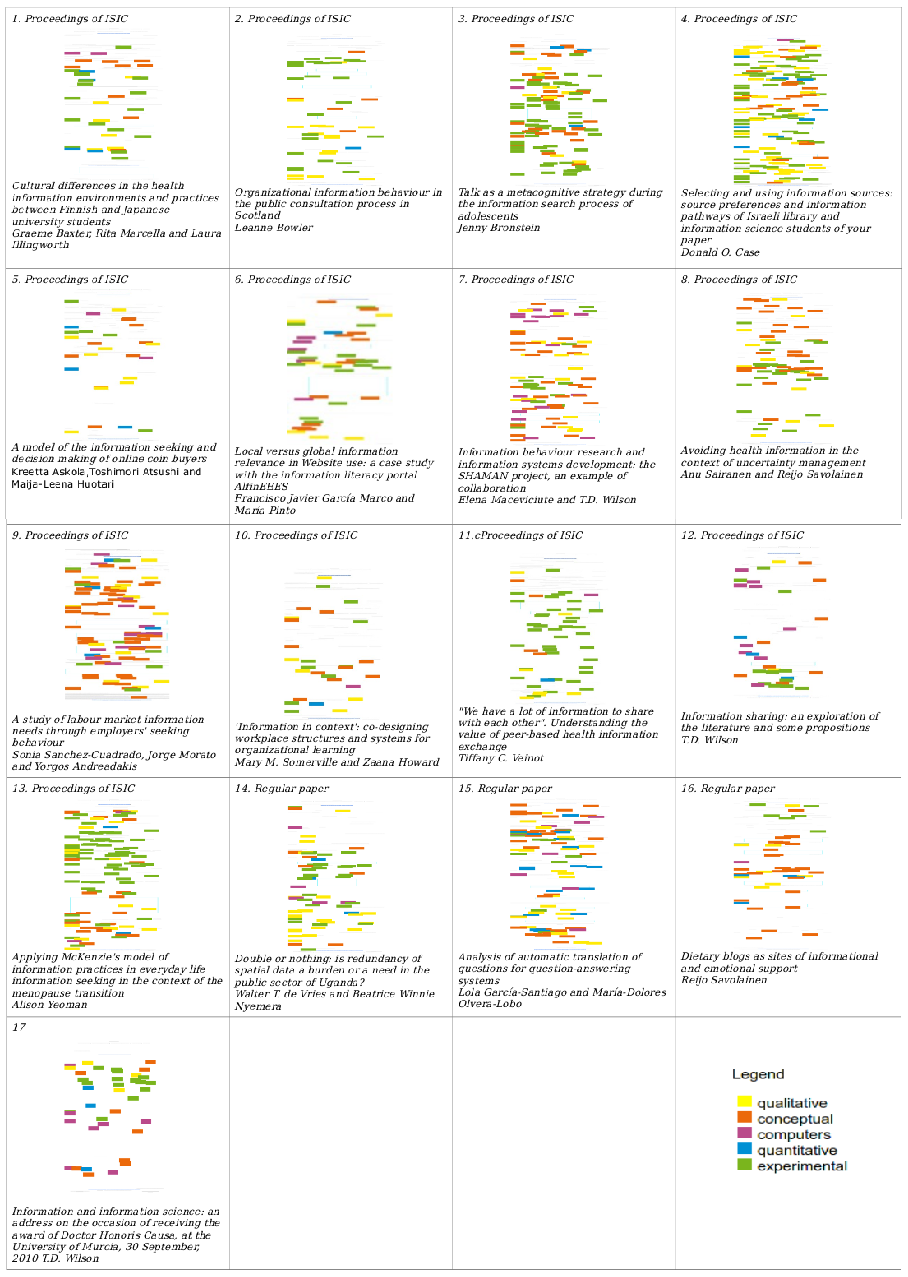 1. Proceedings of ISIC
Cultural differences in the health
information environments and practices
between Finnish and Japanese
university students
Graeme Baxter, Rita Marcella and Laura
Illingworth
2. Proceedings of ISIC
Organizational information behaviour in
the public consultation process in
Scotland
Leanne Bowler
3. Proceedings of ISIC
Talk as a metacognitive strategy during
the information search process of
adolescents
Jenny Bronstein
4. Proceedings of ISIC
Selecting and using information sources:
source preferences and information
pathways of Israeli library and
information science students of your
paper
Donald O. Case
5. Proceedings of ISIC
A model of the information seeking and
decision making of online coin buyers
Kreetta Askola,Toshimori Atsushi and
Maija-Leena Huotari
6. Proceedings of ISIC
Local versus global information
relevance in Website use: a case study
with the information literacy portal
AlfinEEES
Francisco Javier García Marco and
María Pinto
7. Proceedings of ISIC
Information behaviour research and
information systems development: the
SHAMAN project, an example of
collaboration
Elena Maceviciute and T.D. Wilson
8. Proceedings of ISIC
Avoiding health information in the
context of uncertainty management
Anu Sairanen and Reijo Savolainen
9. Proceedings of ISIC
A study of labour market information
needs through employers' seeking
behaviour
Sonia Sanchez-Cuadrado, Jorge Morato
and Yorgos Andreadakis
10. Proceedings of ISIC
'Information in context': co-designing
workplace structures and systems for
organizational learning
Mary M. Somerville and Zaana Howard
11.cProceedings of ISIC
"We have a lot of information to share
with each other". Understanding the
value of peer-based health information
exchange
Tiffany C. Veinot
12. Proceedings of ISIC
Information sharing: an exploration of
the literature and some propositions
T.D. Wilson
13. Proceedings of ISIC
Applying McKenzie's model of
information practices in everyday life
information seeking in the context of the
menopause transition
Alison Yeoman
14. Regular paper
Double or nothing: is redundancy of
spatial data a burden or a need in the
public sector of Uganda?
Walter T. de Vries and Beatrice Winnie
Nyemera
15. Regular paper
Analysis of automatic translation of
questions for question-answering
systems
Lola García-Santiago and María-Dolores
Olvera-Lobo
16. Regular paper
Dietary blogs as sites of informational
and emotional support
Reijo Savolainen
17
Information and information science: an
address on the occasion of receiving the
award of Doctor Honoris Causa, at the
University of Murcia, 30 September,
2010 T.D. Wilson
Legend
qualitative
conceptual
computers
quantitative
experimental